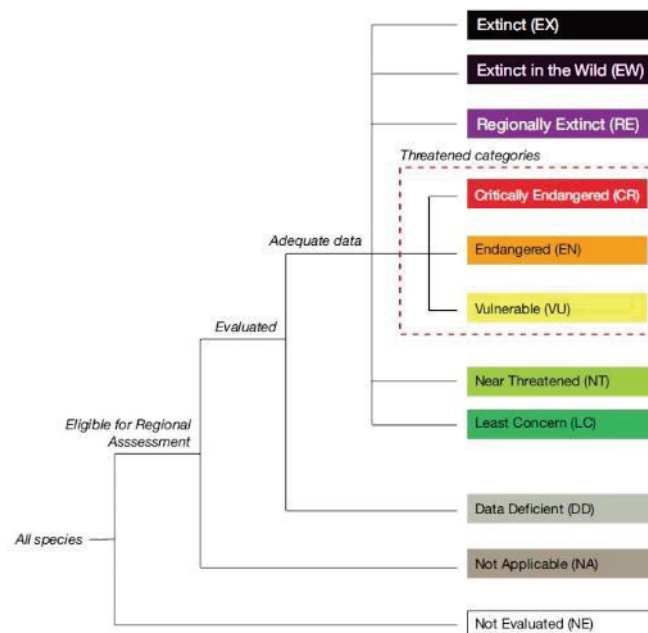 Extinct (EX)
Extinct in the Wild (EW)
Regionally Extinct (RE)
Threatened categories
Critically Endangered (CR)
Adequate data
Endangered (EN)
Vulnerable (VU)
Evaluated
Near Threatened (NT)
Eligible for Regional
Asssessment
Least Concern (LC)
Data Deficient (DD)
All species
Not Applicable (NA)
Not Evaluated (NE)